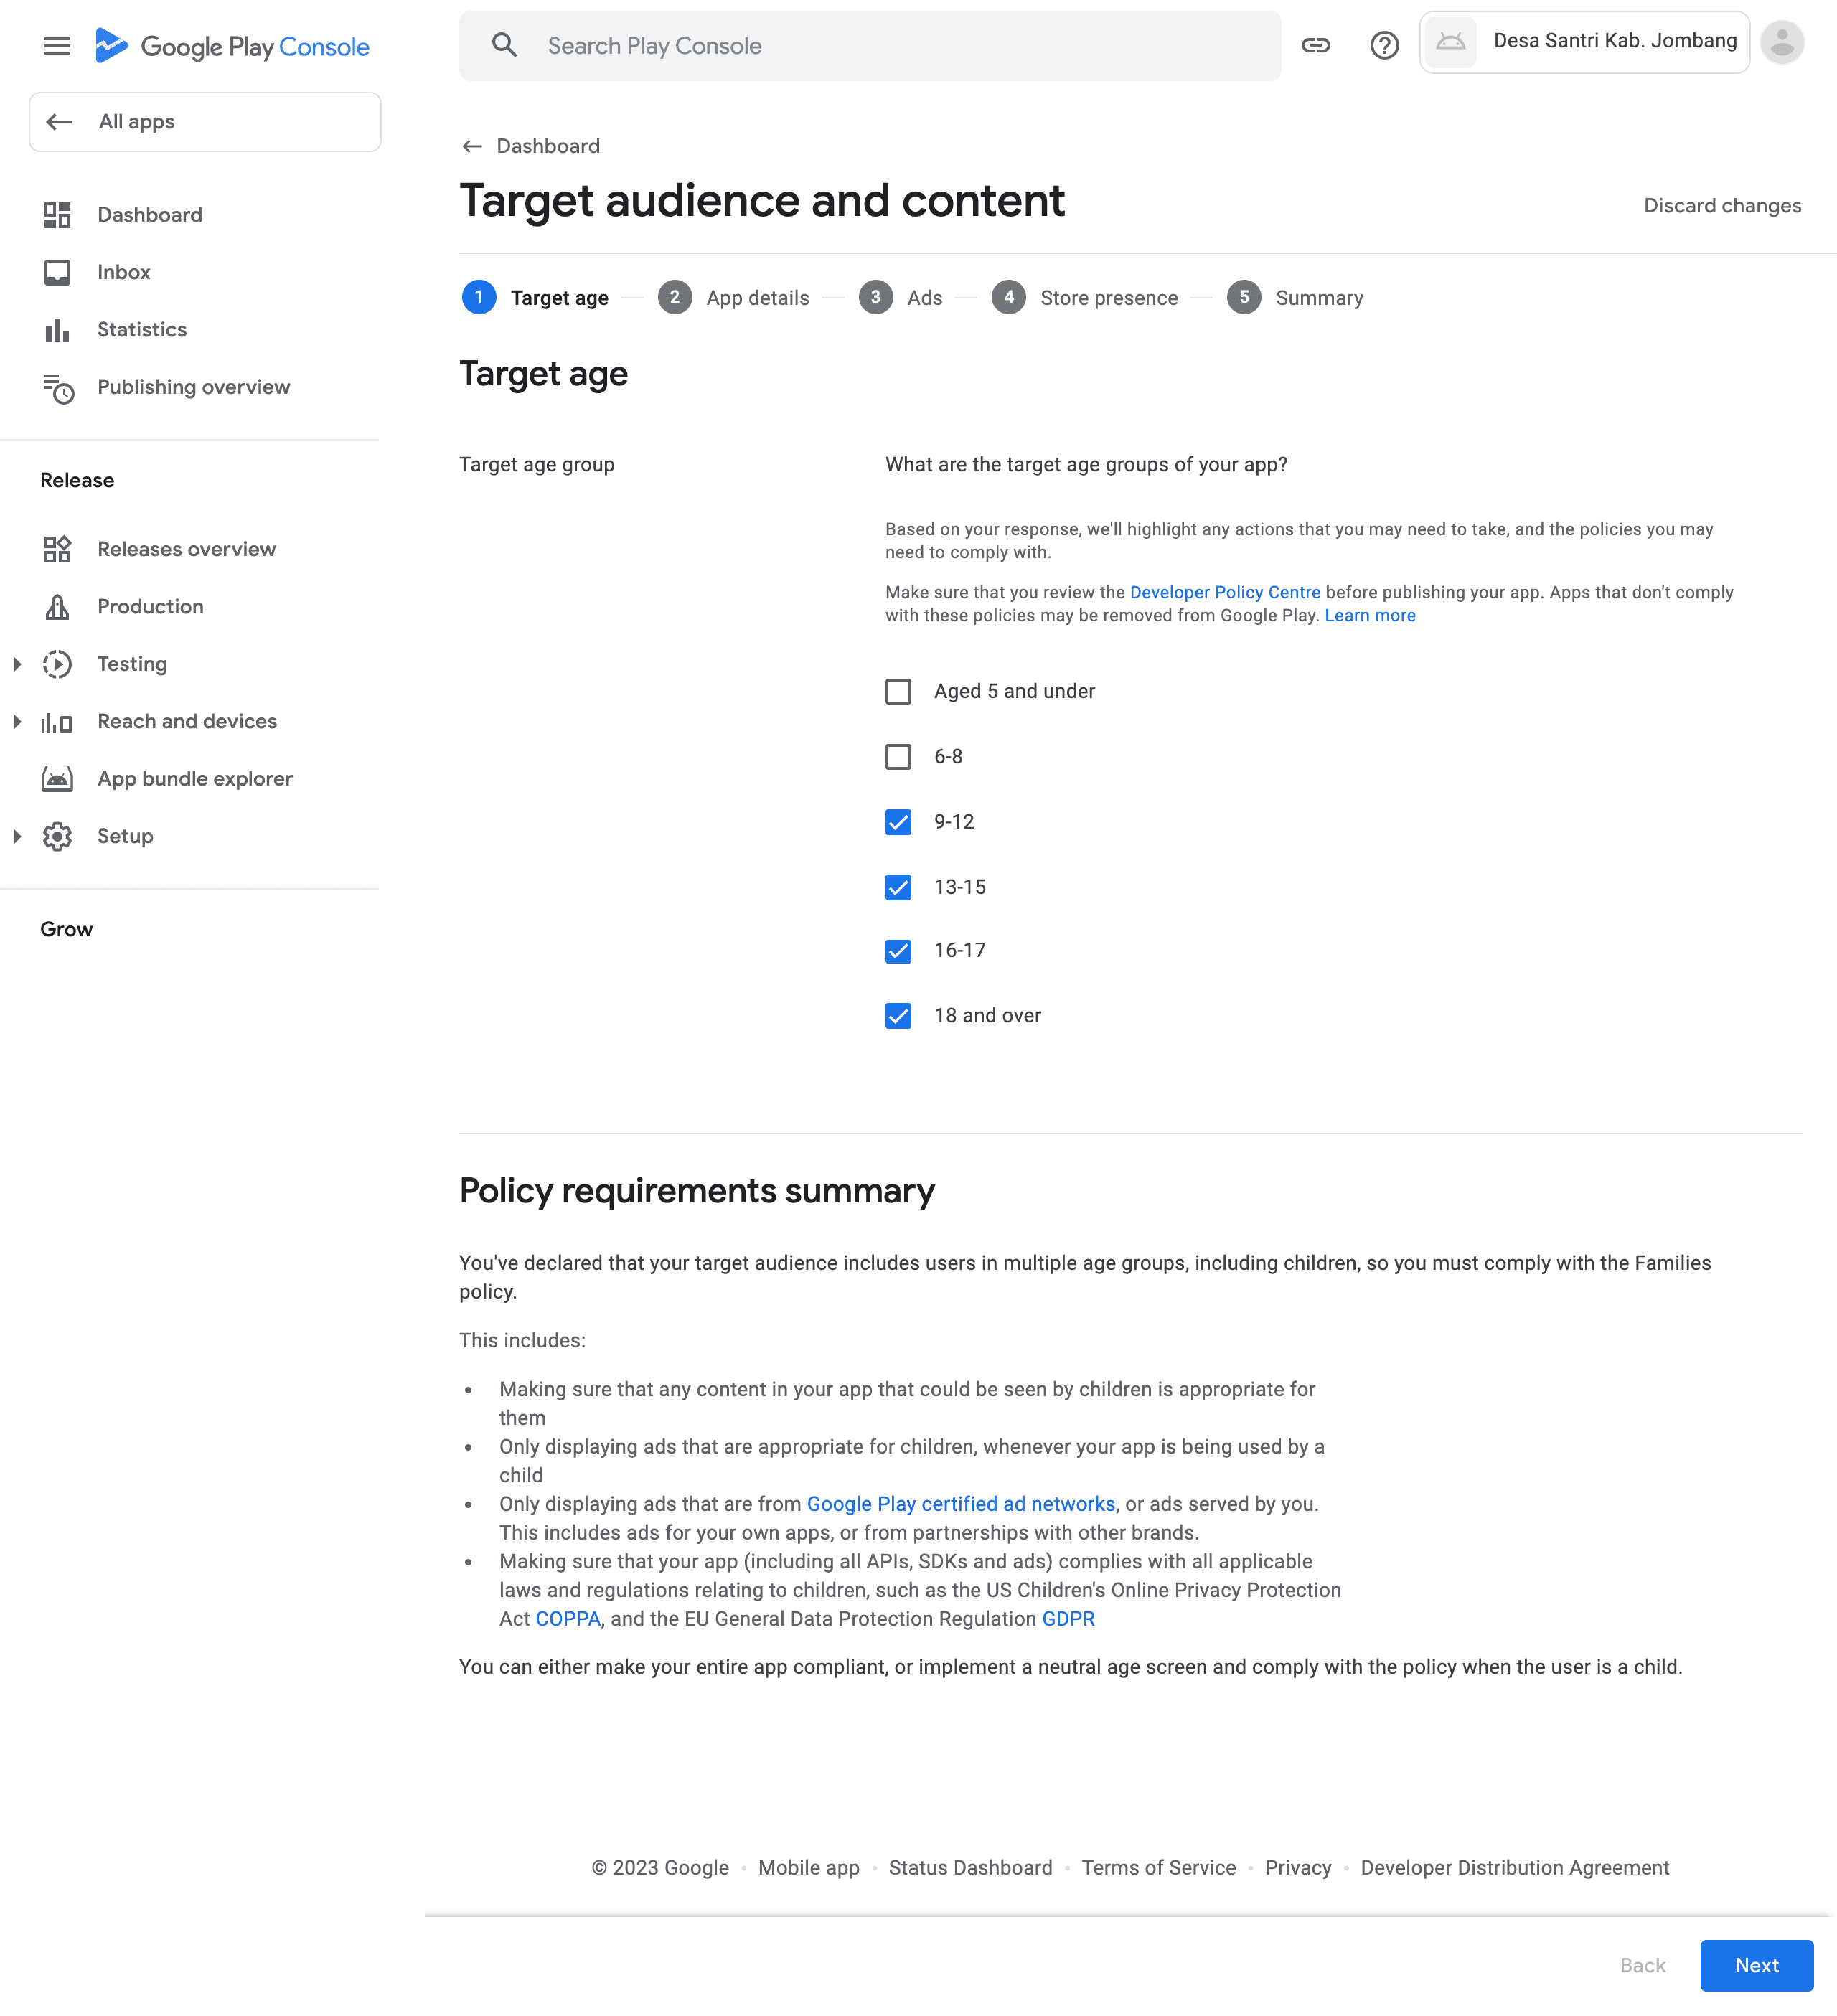 Google Play Console
Search Play Console
Desa Santri Kab. Jombang
All apps
Dashboard
Inbox
Statistics
Publishing overview
Release
Releases overview
Production
Testing
Reach and devices
App bundle explorer
Setup
Grow
Dashboard
Target audience and content
Discard changes
1 Target age
2 App details
3 Ads
4 Store presence
5 Summary
Target age
Target age group
What are the target age groups of your app?
Based on your response, we'll highlight any actions that you may need to take, and the policies you may
need to comply with.
Make sure that you review the Developer Policy Centre before publishing your app. Apps that don't comply
with these policies may be removed from Google Play. Learn more
Aged 5 and under
6-8
9-12
13-15
16-17
18 and over
Policy requirements summary
You've declared that your target audience includes users in multiple age groups, including children, so you must comply with the Families
policy.
This includes:
• Making sure that any content in your app that could be seen by children is appropriate for
them
• Only displaying ads that are appropriate for children, whenever your app is being used by a
child
• Only displaying ads that are from Google Play certified ad networks, or ads served by you.
This includes ads for your own apps, or from partnerships with other brands.
• Making sure that your app (including all APIs, SDKs and ads) complies with all applicable
laws and regulations relating to children, such as the US Children's Online Privacy Protection
Act COPPA, and the EU General Data Protection Regulation GDPR
You can either make your entire app compliant, or implement a neutral age screen and comply with the policy when the user is a child.
© 2023 Google • Mobile app • Status Dashboard • Terms of Service • Privacy • Developer Distribution Agreement
Back
Next